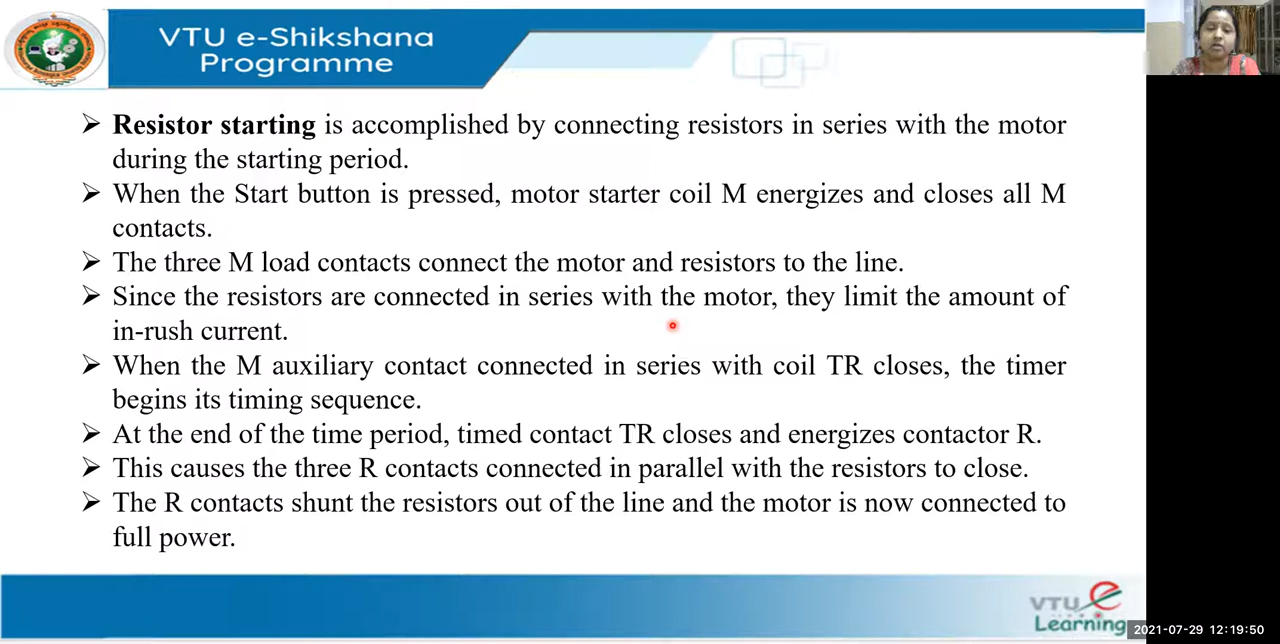 VTU e-Shikshana
Programme
➢ Resistor starting is accomplished by connecting resistors in series with the motor
during the starting period.
➢ When the Start button is pressed, motor starter coil M energizes and closes all M
contacts.
➢ The three M load contacts connect the motor and resistors to the line.
➢ Since the resistors are connected in series with the motor, they limit the amount of
in-rush current.
➢ When the M auxiliary contact connected in series with coil TR closes, the timer
begins its timing sequence.
➢ At the end of the time period, timed contact TR closes and energizes contactor R.
➢ This causes the three R contacts connected in parallel with the resistors to close.
➢ The R contacts shunt the resistors out of the line and the motor is now connected to
full power.
VTU e
Learning
2021-07-29 12:19:50